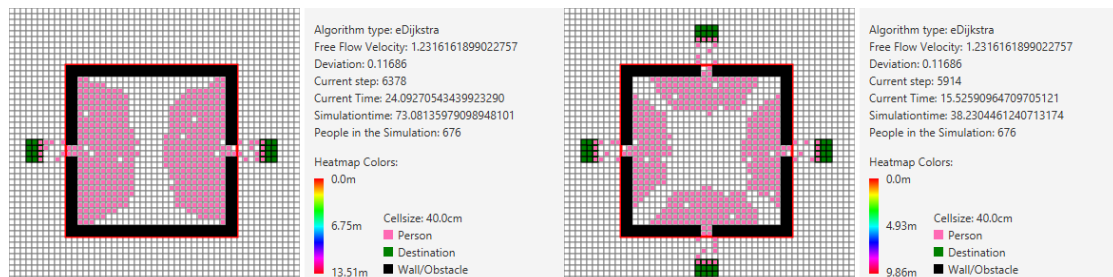 Algorithm type: eDijkstra
Free Flow Velocity: 1.2316161899022757
Deviation: 0.11686
Current step: 6378
Current Time: 24.09270543439923290
Simulationtime: 73.08135979098948101
People in the Simulation: 676
Heatmap Colors:
0.0m
6.75m
13.51m
Cellsize: 40.0cm
Person
Destination
Wall/Obstacle
Algorithm type: eDijkstra
Free Flow Velocity: 1.2316161899022757
Deviation: 0.11686
Current step: 5914
Current Time: 15.52590964709705121
Simulationtime: 38.2304461240713174
People in the Simulation: 676
Heatmap Colors:
0.0m
4.93m
9.86m
Cellsize: 40.0cm
Person
Destination
Wall/Obstacle